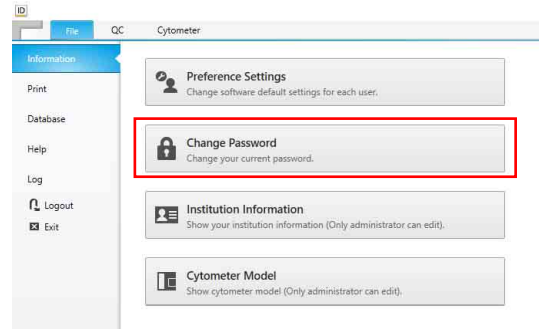 ID
File QC Cytometer
Information
Print
Database
Help
Log
Logout
Exit
Preference Settings
Change software default settings for each user.
Change Password
Change your current password.
Institution Information
Show your institution information (Only administrator can edit).
Cytometer Model
Show cytometer model (Only administrator can edit).